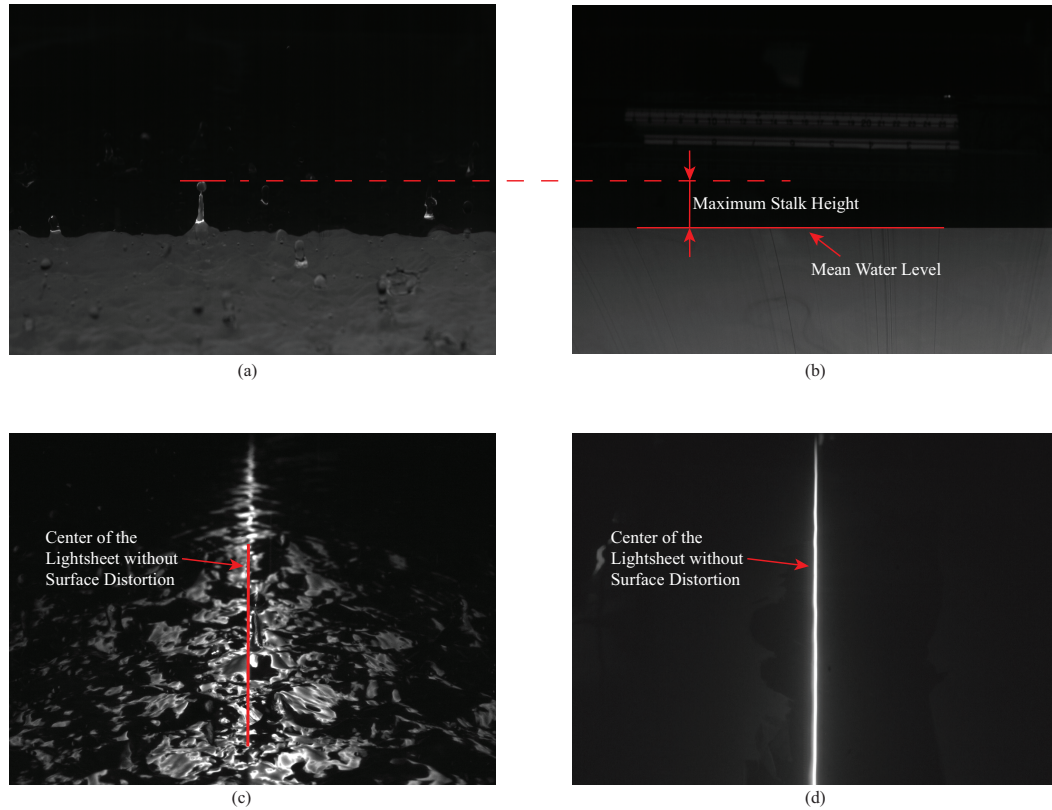 Maximum Stalk Height
Mean Water Level
(a)
(b)
Center of the
Lightsheet without
Surface Distortion
Center of the
Lightsheet without
Surface Distortion
(c)
(d)